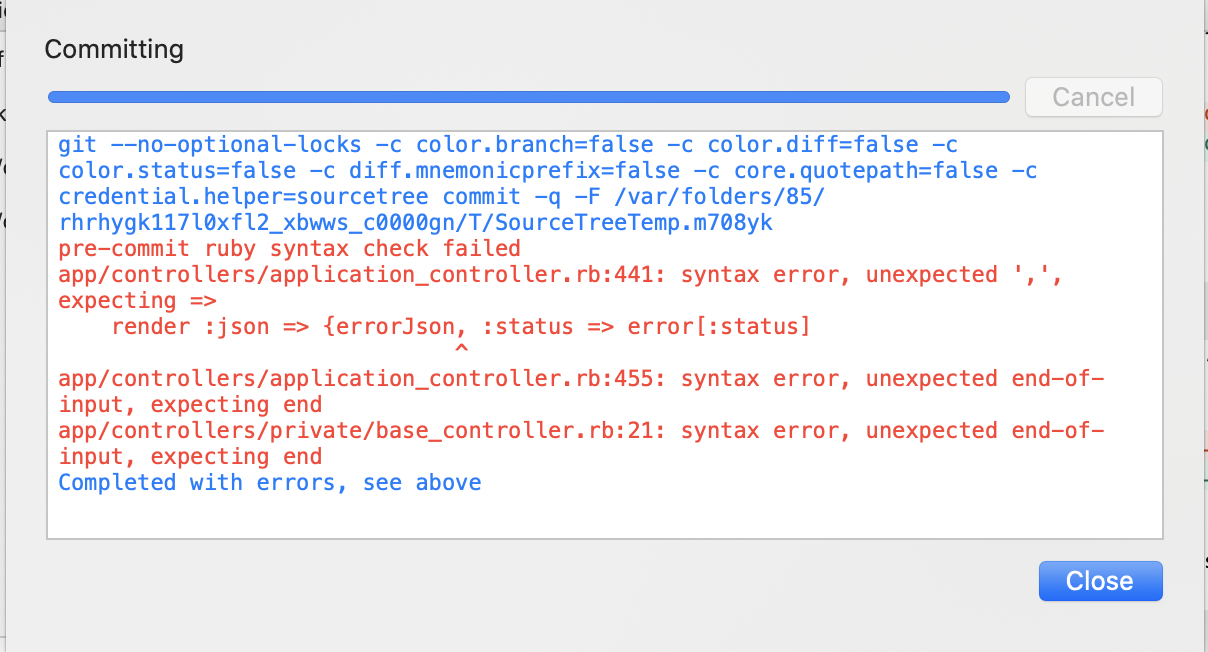 Committing
Cancel
git --no-optional-locks -c color.branch=false -c color.diff=false -c
color.status=false -c diff.mnemonicprefix=false -c core.quotepath=false -c
credential.helper=sourcetree commit -q -F /var/folders/85/
rhrhygk117l0xfl2_xbwws_c0000gn/T/SourceTreeTemp.m708yk
pre-commit ruby syntax check failed
app/controllers/application_controller.rb:441: syntax error, unexpected ',',
expecting =>
    render :json => {errorJson, :status => error[:status]
                              ^
app/controllers/application_controller.rb:455: syntax error, unexpected end-of-
input, expecting end
app/controllers/private/base_controller.rb:21: syntax error, unexpected end-of-
input, expecting end
Completed with errors, see above
Close